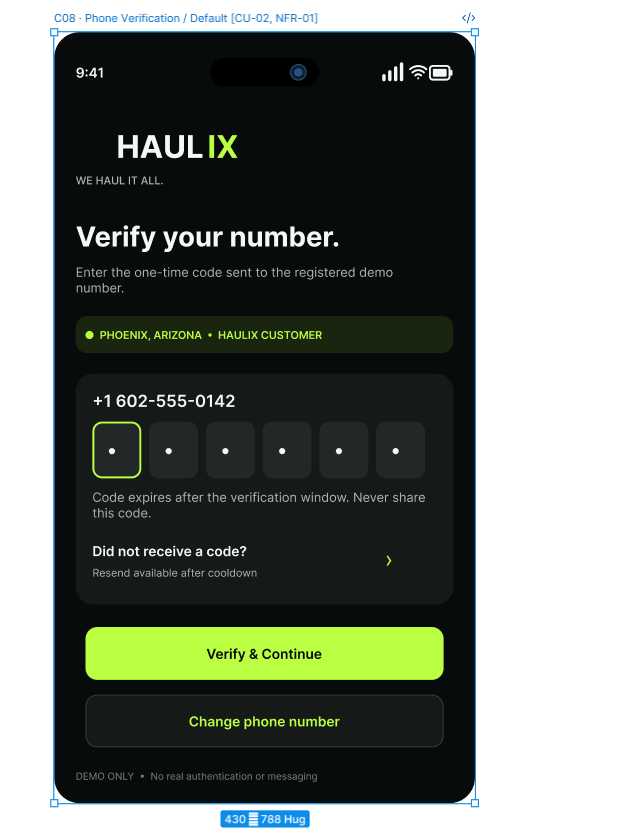 C08 · Phone Verification / Default [CU-02, NFR-01]
9:41
HAULIX
WE HAUL IT ALL.
Verify your number.
Enter the one-time code sent to the registered demo
number.
PHOENIX, ARIZONA • HAULIX CUSTOMER
+1 602-555-0142
Code expires after the verification window. Never share
this code.
Did not receive a code?
Resend available after cooldown
Verify & Continue
Change phone number
DEMO ONLY • No real authentication or messaging
430 × 788 Hug